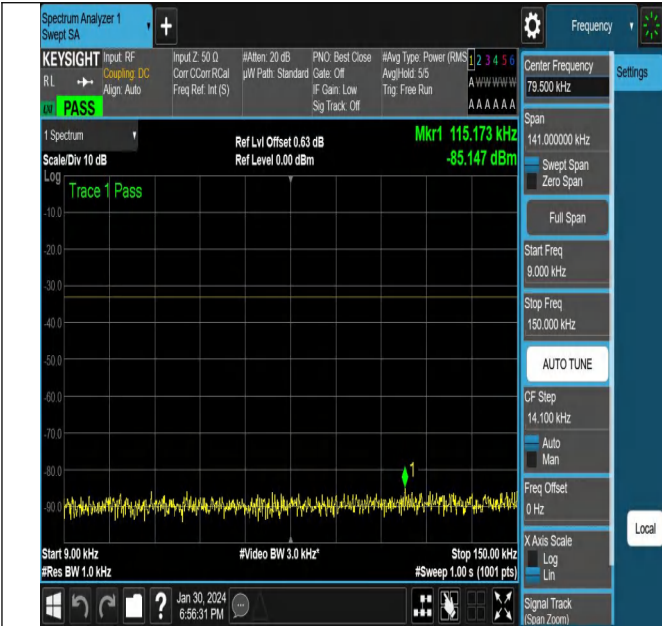 Spectrum Analyzer 1
Swept SA
+
Frequency
KEYSIGHT
RL
PASS
Input: RF
Coupling: DC
Align: Auto
Input Z: 50 Ω
Corr CCorr RCal
Freq Ref: Int (S)
#Atten: 20 dB
µW Path: Standard
PNO: Best Close
Gate: Off
IF Gain: Low
Sig Track: Off
#Avg Type: Power (RMS
Avg|Hold: 5/5
Trig: Free Run
1 2 3 4 5 6
A W W W W W
A A A A A A
1 Spectrum
Scale/Div 10 dB
Log
Ref Lvl Offset 0.63 dB
Ref Level 0.00 dBm
Mkr1 115.173 kHz
-85.147 dBm
Trace 1 Pass
-10.0
-20.0
-30.0
-40.0
-50.0
-60.0
-70.0
-80.0
-90.0
1
Start 9.00 kHz
#Res BW 1.0 kHz
#Video BW 3.0 kHz*
Stop 150.00 kHz
#Sweep 1.00 s (1001 pts)
?
Jan 30, 2024
6:56:31 PM
Center Frequency
79.500 kHz
Settings
Span
141.000000 kHz
Swept Span
Zero Span
Full Span
Start Freq
9.000 kHz
Stop Freq
150.000 kHz
AUTO TUNE
CF Step
14.100 kHz
Auto
Man
Freq Offset
0 Hz
Local
X Axis Scale
Log
Lin
Signal Track
(Span Zoom)